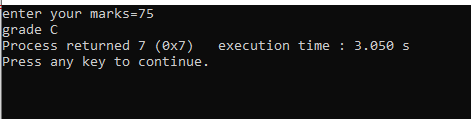 enter your marks=75
grade C
Process returned 7 (0x7)   execution time : 3.050 s
Press any key to continue.